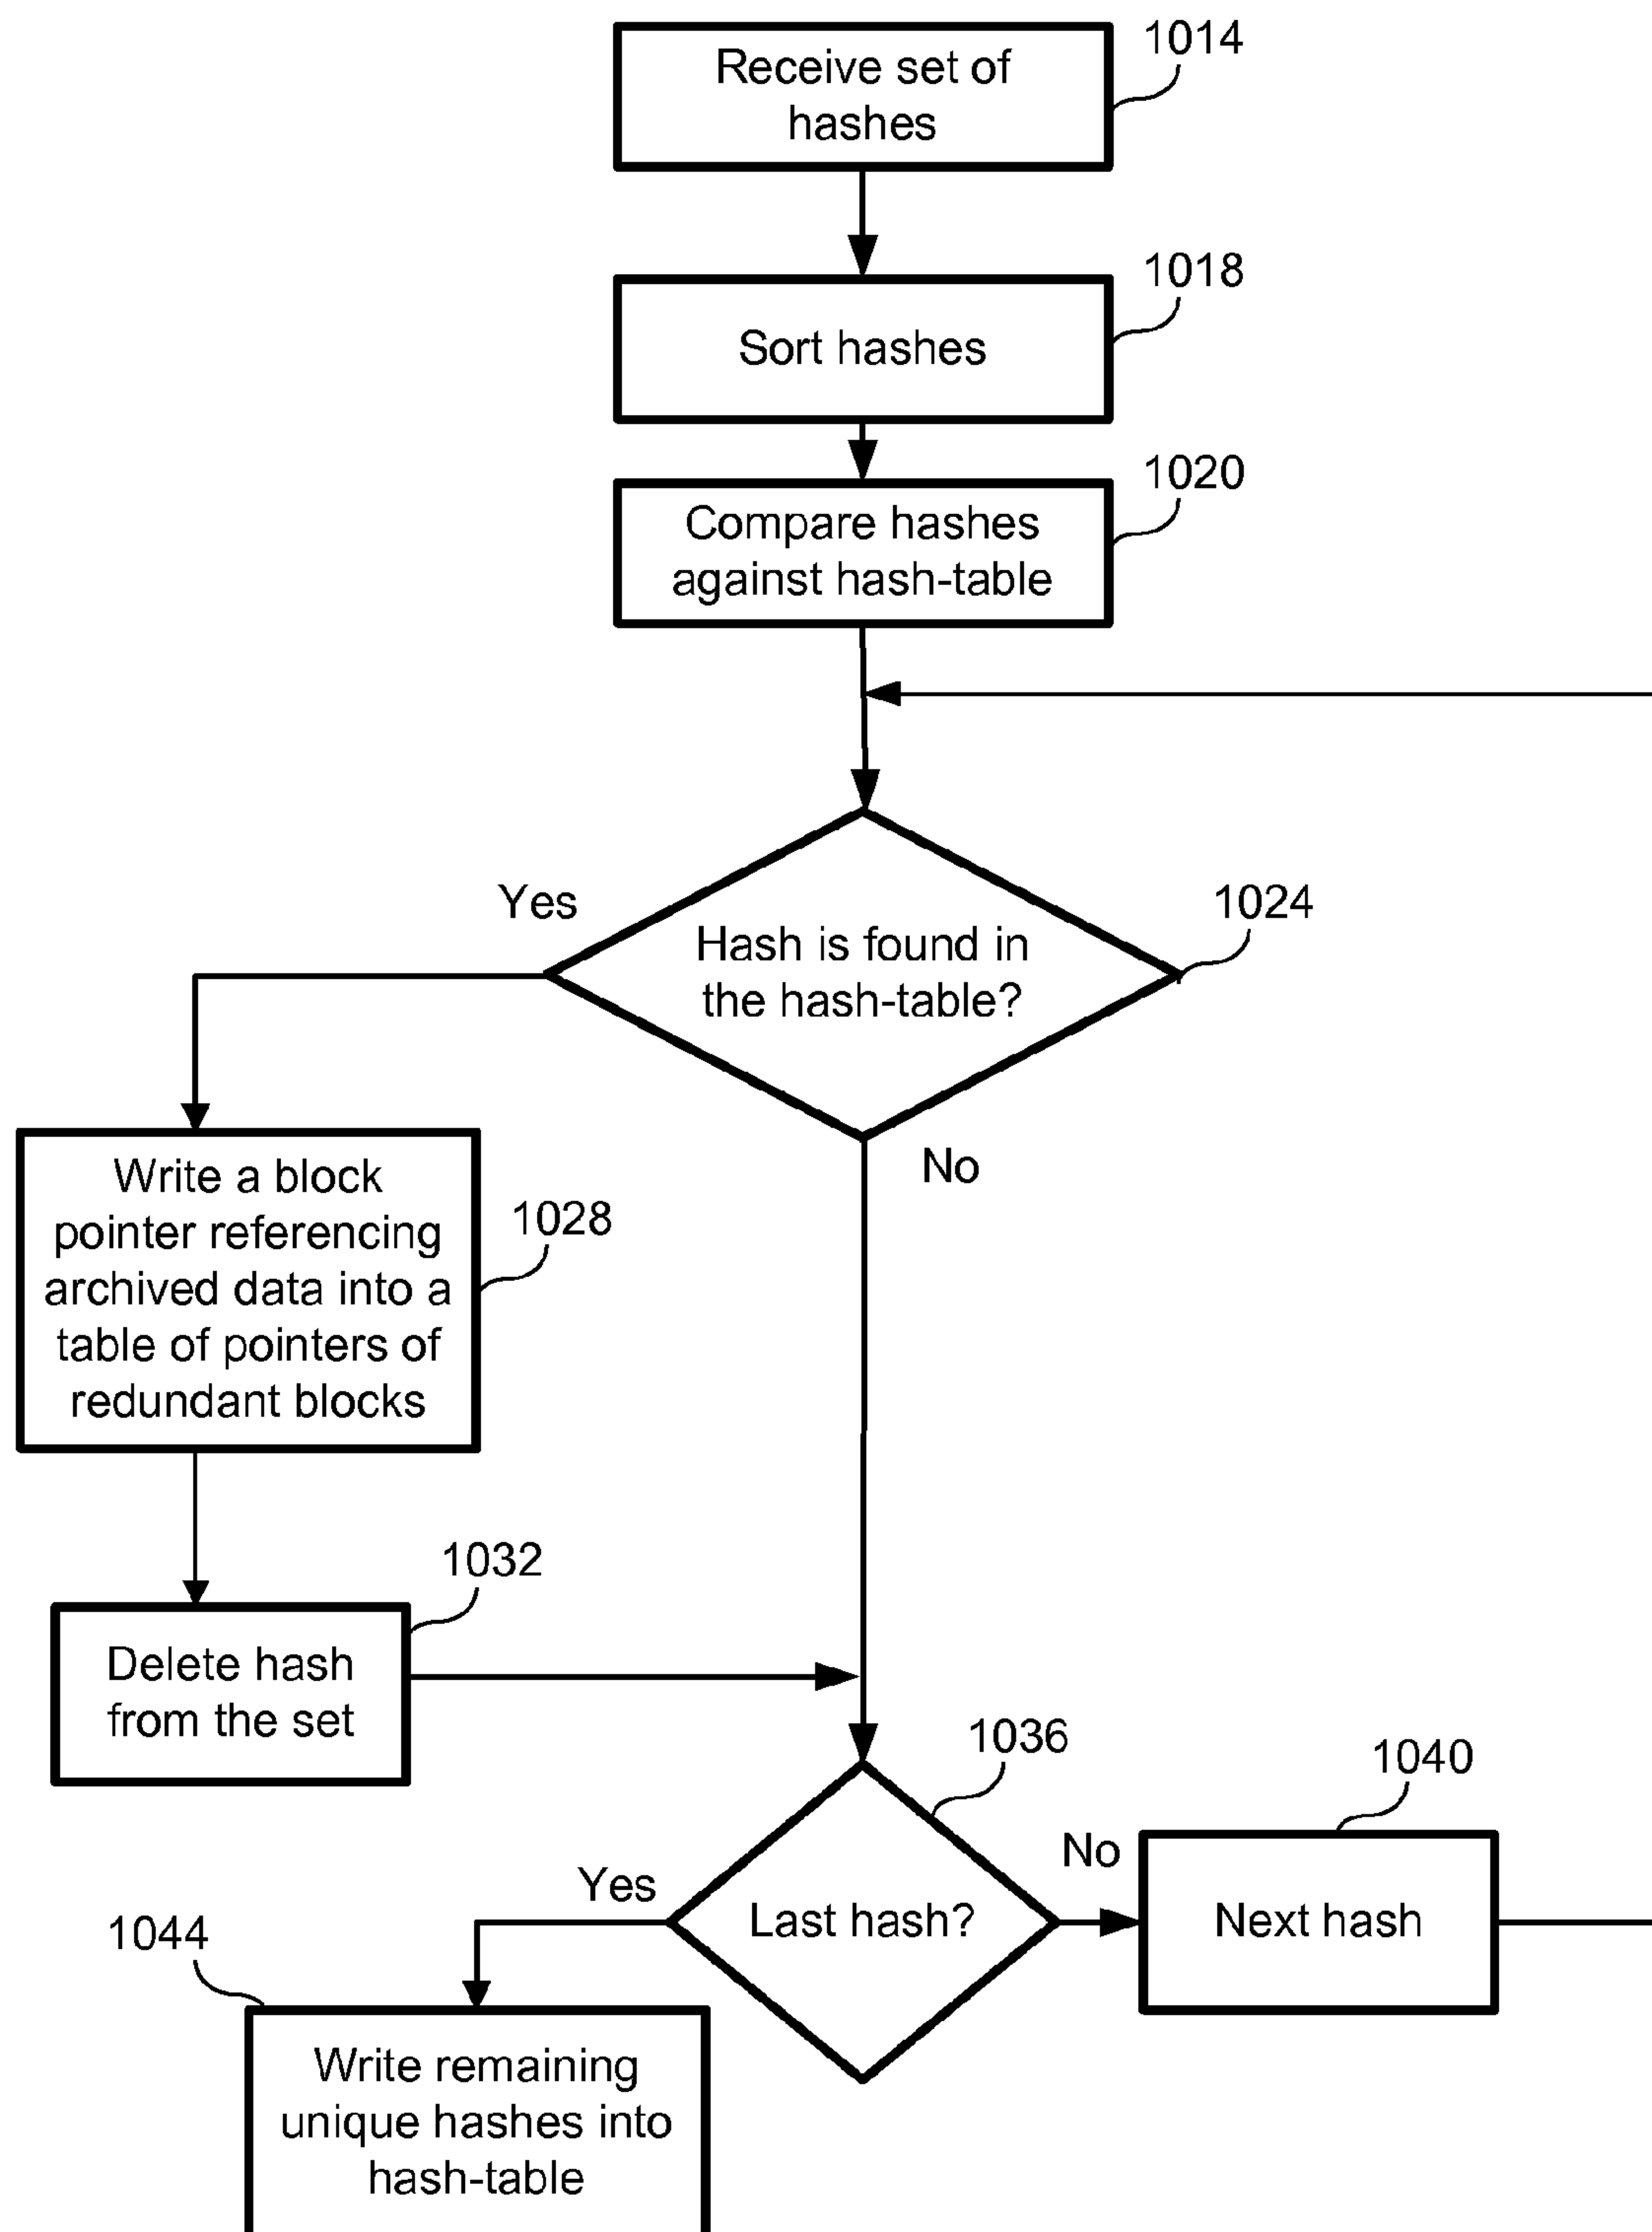 Receive set of
hashes
1014
Sort hashes
1018
Compare hashes
against hash-table
1020
Yes
Hash is found in
the hash-table?
1024
No
Write a block
pointer referencing
archived data into a
table of pointers of
redundant blocks
1028
Delete hash
from the set
1032
1036
Last hash?
Yes
No
1040
Next hash
1044
Write remaining
unique hashes into
hash-table